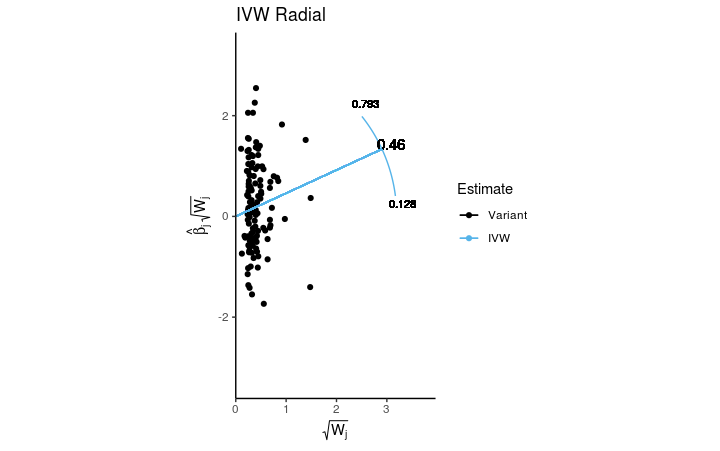 IVW Radial
0.793
2
0.46
Estimate
0.128
Variant
0
β̂j√Wj
IVW
-2
0 1 2 3
√Wj